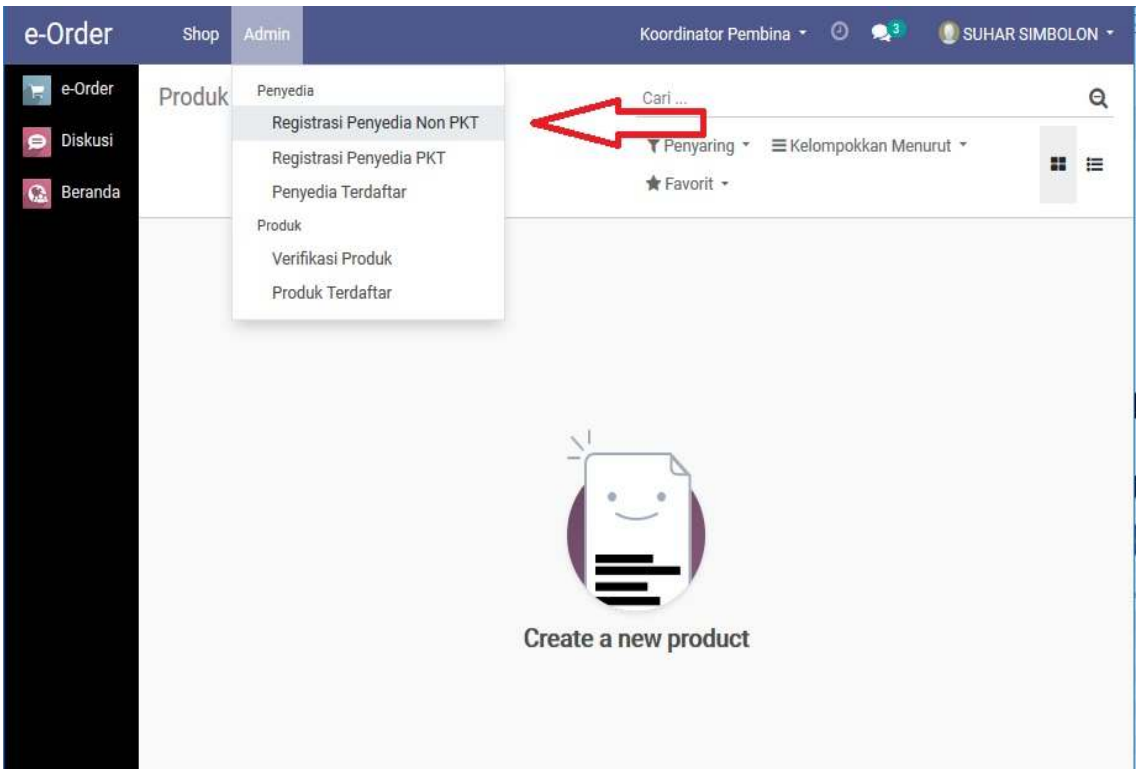 e-Order Shop Admin Koordinator Pembina 3 SUHAR SIMBOLON
e-Order
Diskusi
Beranda
Produk
Penyedia
Registrasi Penyedia Non PKT
Registrasi Penyedia PKT
Penyedia Terdaftar
Produk
Verifikasi Produk
Produk Terdaftar
Cari ...
Penyaring Kelompokkan Menurut
Favorit
Create a new product